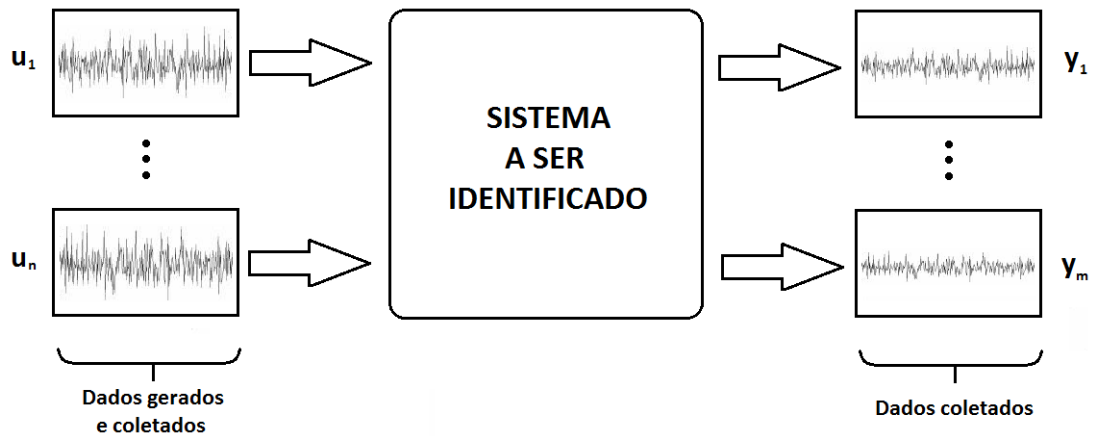 u₁
y₁
SISTEMA
A SER
IDENTIFICADO
uₙ
yₘ
Dados gerados
e coletados
Dados coletados